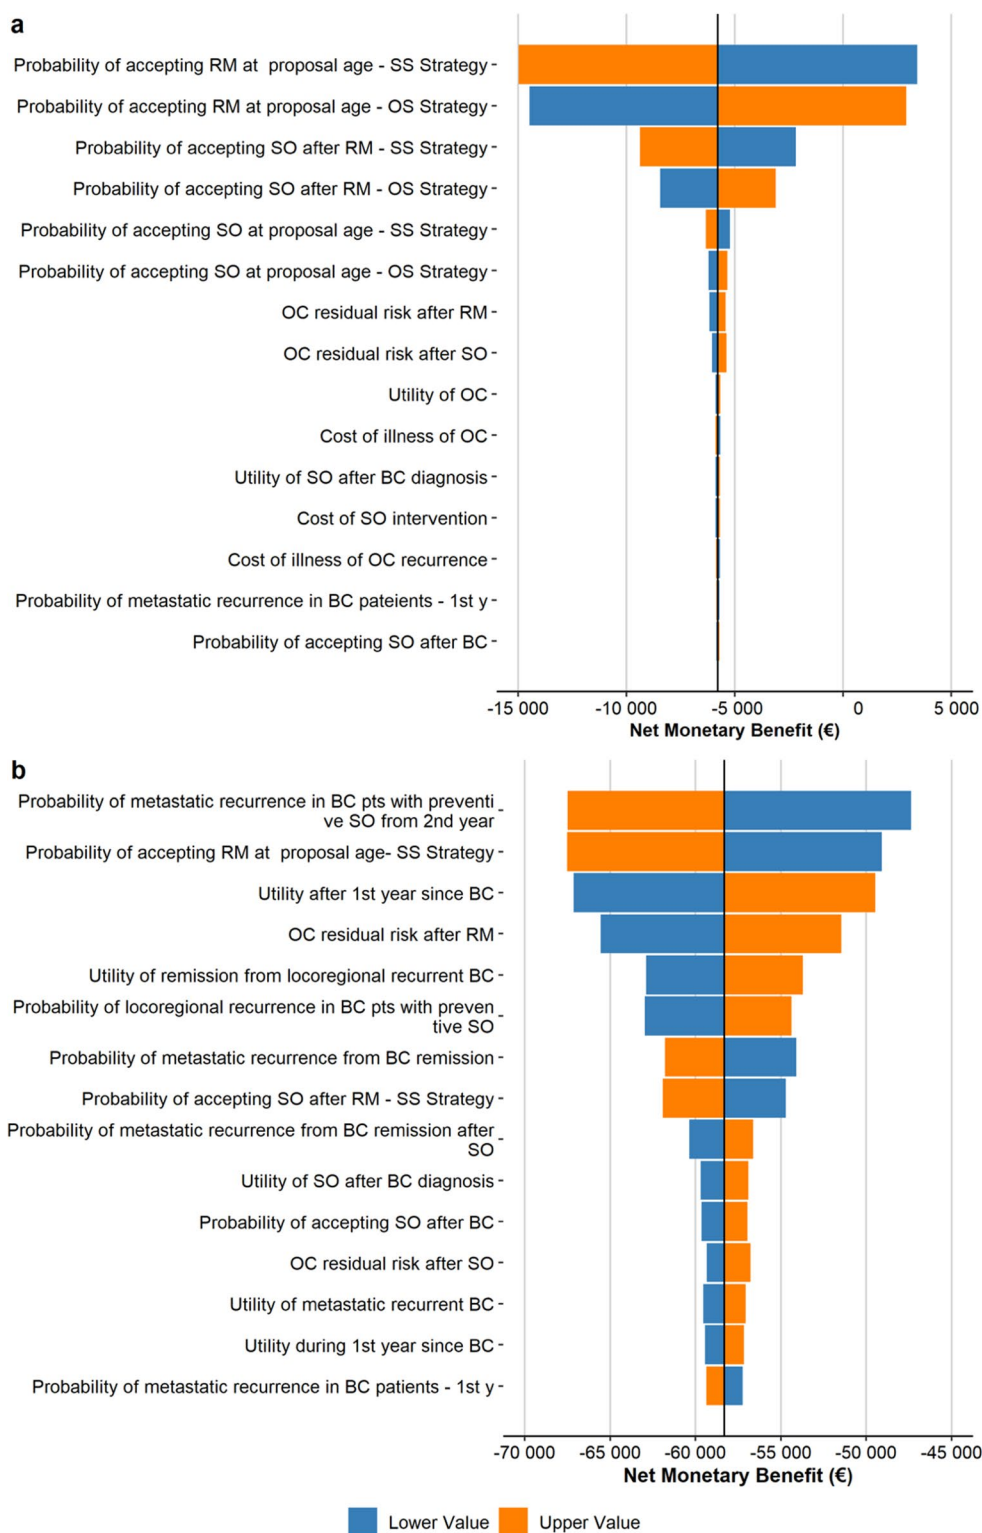 a
Probability of accepting RM at  proposal age - SS Strategy
Probability of accepting RM at proposal age - OS Strategy
Probability of accepting SO after RM - SS Strategy
Probability of accepting SO after RM - OS Strategy
Probability of accepting SO at proposal age - SS Strategy
Probability of accepting SO at proposal age - OS Strategy
OC residual risk after RM
OC residual risk after SO
Utility of OC
Cost of illness of OC
Utility of SO after BC diagnosis
Cost of SO intervention
Cost of illness of OC recurrence
Probability of metastatic recurrence in BC pateients - 1st y
Probability of accepting SO after BC
-15 000 -10 000 -5 000 0 5 000
Net Monetary Benefit (€)
b
Probability of metastatic recurrence in BC pts with preventi
ve SO from 2nd year
Probability of accepting RM at  proposal age- SS Strategy
Utility after 1st year since BC
OC residual risk after RM
Utility of remission from locoregional recurrent BC
Probability of locoregional recurrence in BC pts with preven
tive SO
Probability of metastatic recurrence from BC remission
Probability of accepting SO after RM - SS Strategy
Probability of metastatic recurrence from BC remission after
SO
Utility of SO after BC diagnosis
Probability of accepting SO after BC
OC residual risk after SO
Utility of metastatic recurrent BC
Utility during 1st year since BC
Probability of metastatic recurrence in BC patients - 1st y
-70 000 -65 000 -60 000 -55 000 -50 000 -45 000
Net Monetary Benefit (€)
Lower Value Upper Value